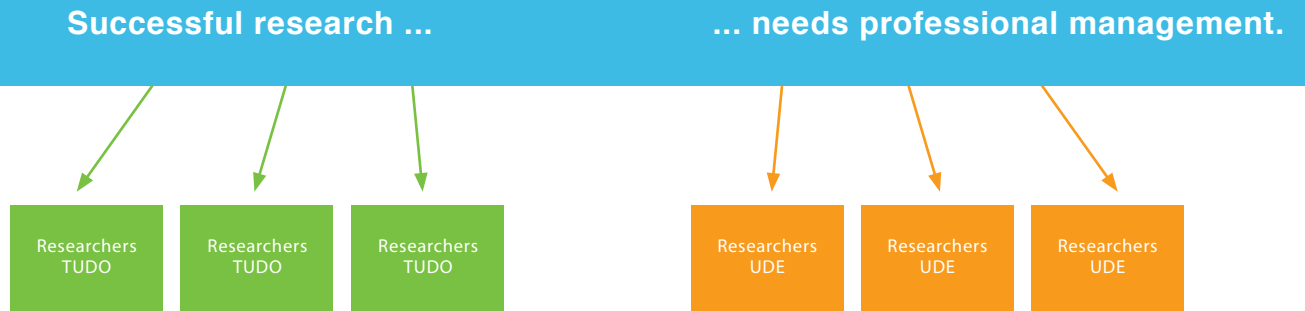 Successful research ...
... needs professional management.
Researchers
TUDO
Researchers
TUDO
Researchers
TUDO
Researchers
UDE
Researchers
UDE
Researchers
UDE